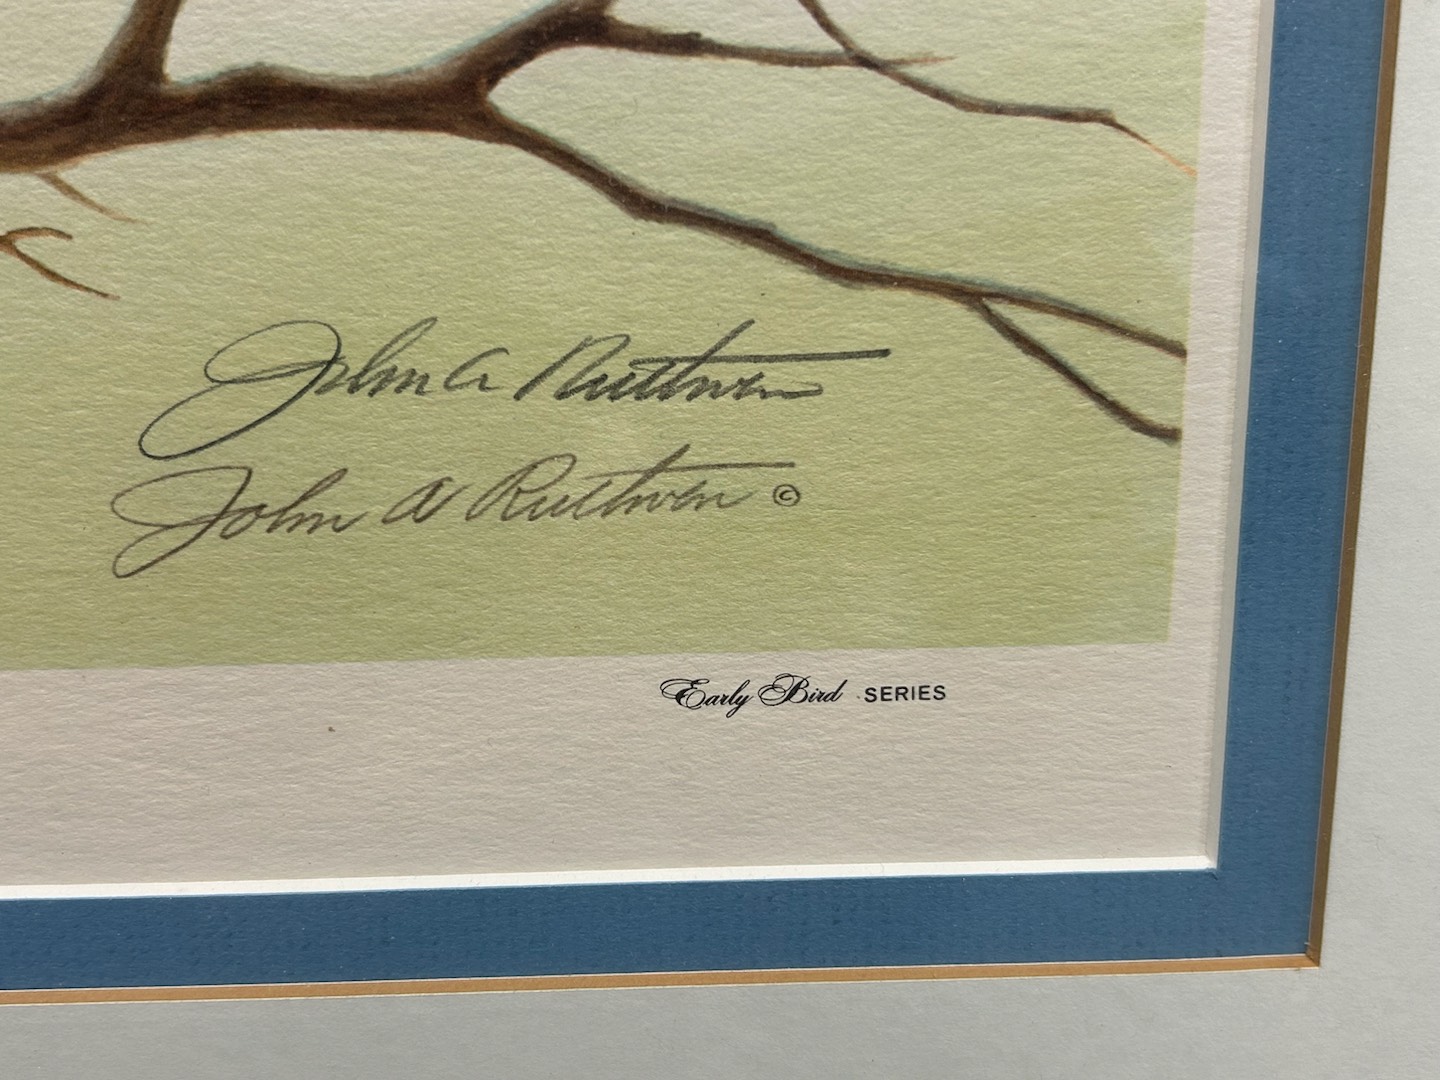 John A Ruthven
John A Ruthven ©
Early Bird SERIES